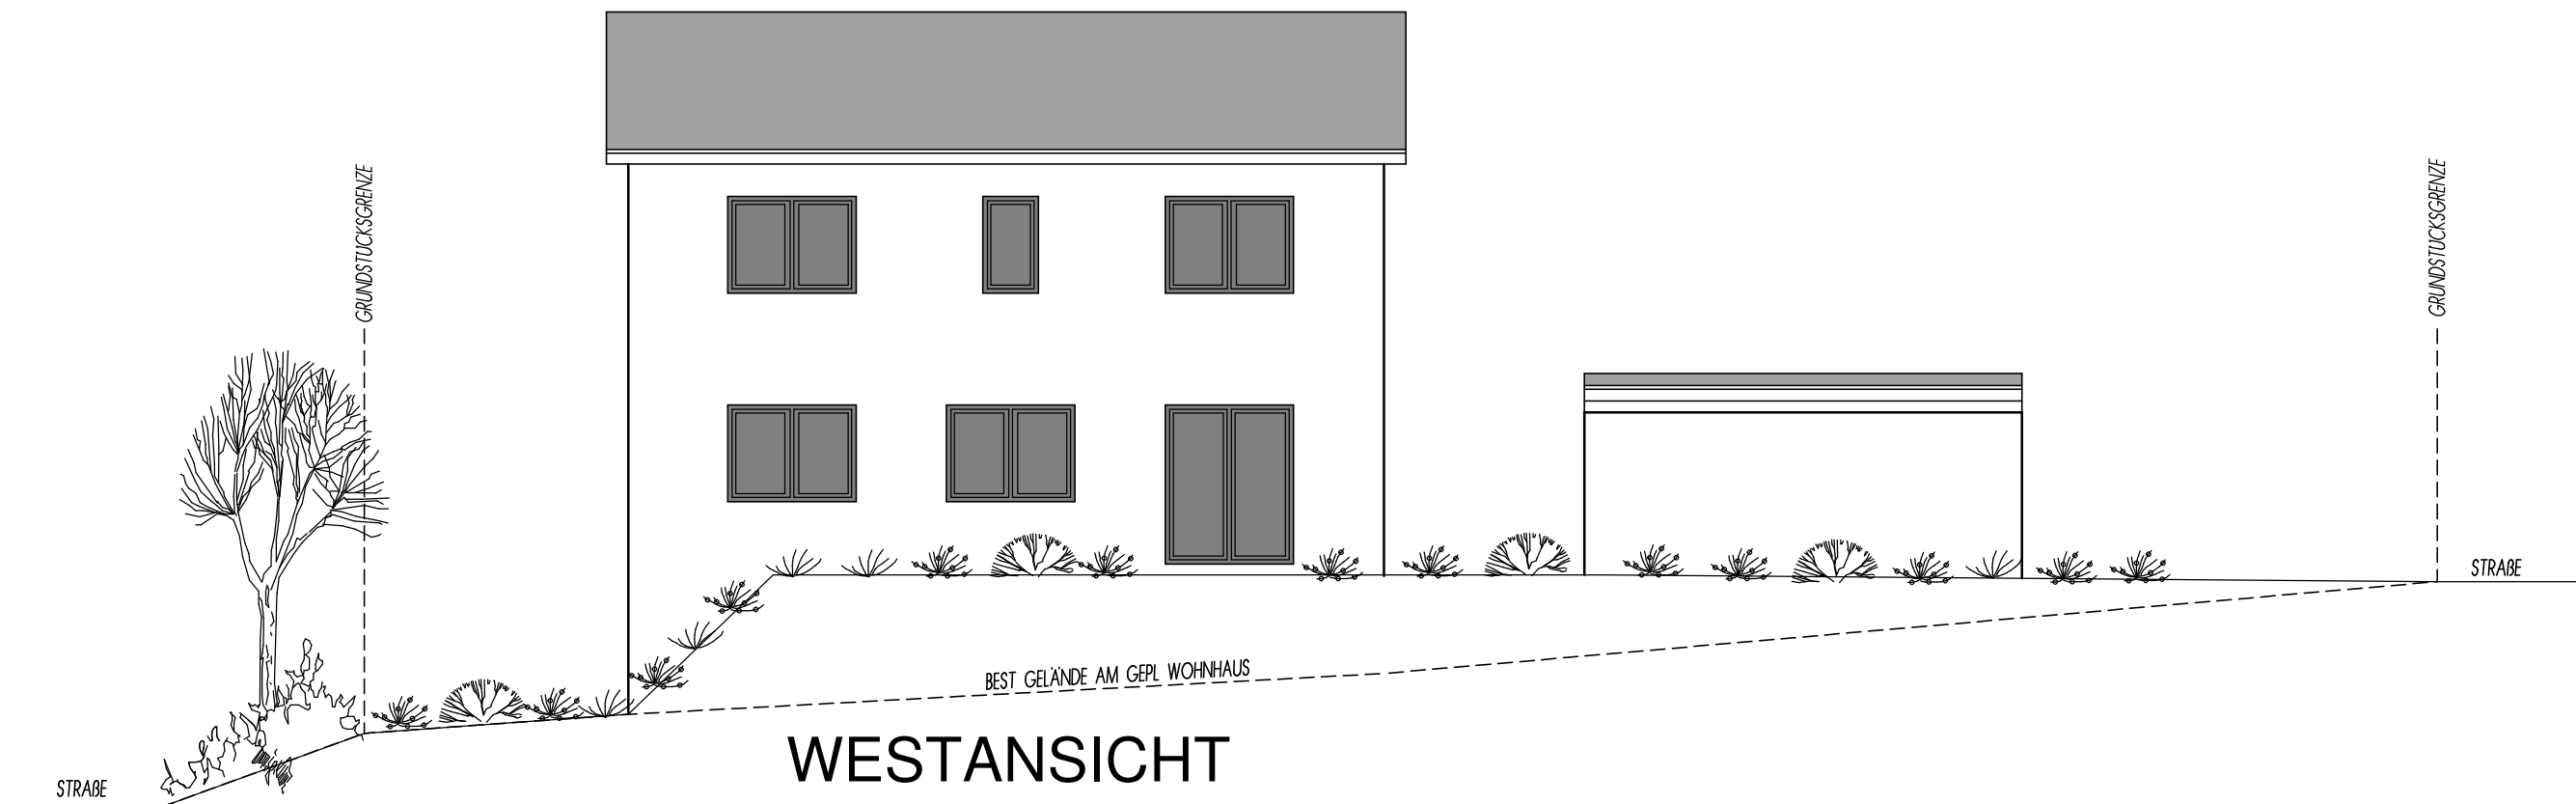 GRUNDSTUCKSGRENZE
GRUNDSTUCKSGRENZE
STRAßE
BEST GELÄNDE AM GEPL WOHNHAUS
WESTANSICHT
STRAßE